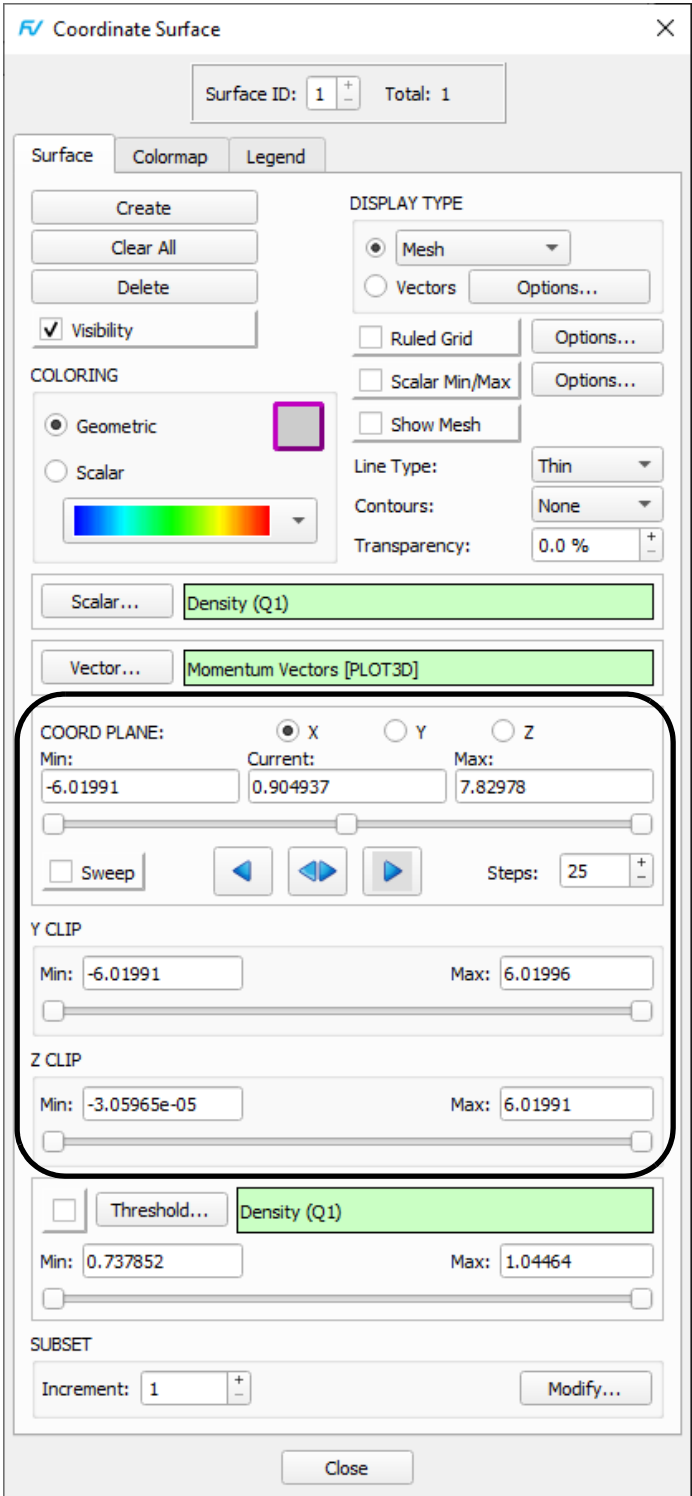 FV Coordinate Surface
Surface ID: 1 Total: 1
Surface Colormap Legend
Create
Clear All
Delete
Visibility
DISPLAY TYPE
Mesh
Vectors Options...
Ruled Grid Options...
Scalar Min/Max Options...
Show Mesh
COLORING
Geometric
Scalar
Line Type: Thin
Contours: None
Transparency: 0.0 %
Scalar... Density (Q1)
Vector... Momentum Vectors [PLOT3D]
COORD PLANE: X Y Z
Min: Current: Max:
-6.01991 0.904937 7.82978
Sweep Steps: 25
Y CLIP
Min: -6.01991 Max: 6.01996
Z CLIP
Min: -3.05965e-05 Max: 6.01991
Threshold... Density (Q1)
Min: 0.737852 Max: 1.04464
SUBSET
Increment: 1 Modify...
Close